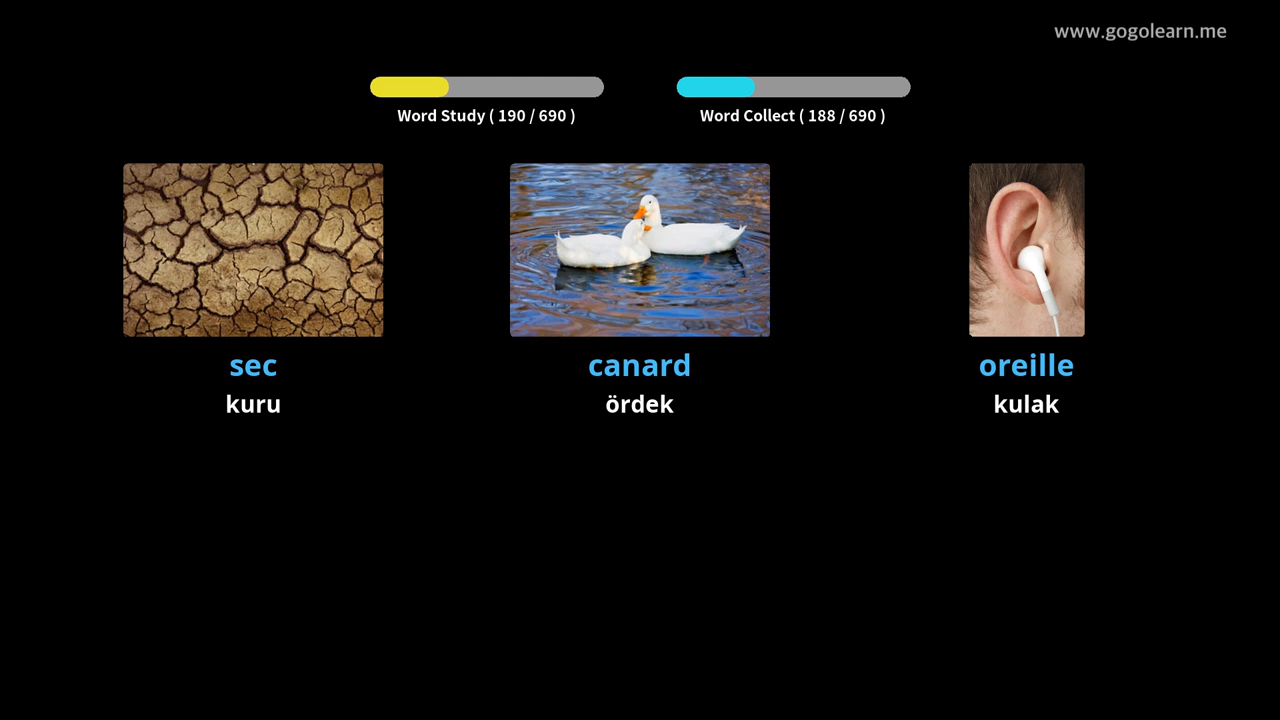 www.gogolearn.me
Word Study ( 190 / 690 )
Word Collect ( 188 / 690 )
sec
canard
oreille
kuru
ördek
kulak